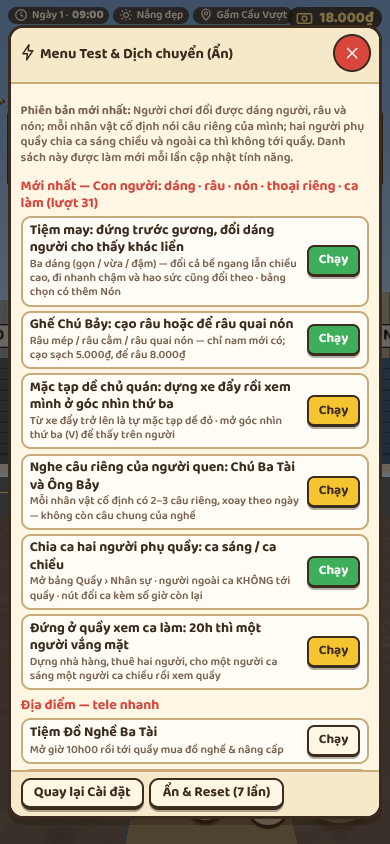 Ngày 1 · 09:00 Nắng đẹp Gầm Cầu Vượt 18.000₫
Menu Test & Dịch chuyển (Ẩn)
Phiên bản mới nhất: Người chơi đổi được dáng người, râu và
nón; mỗi nhân vật cố định nói câu riêng của mình; hai người phụ
quầy chia ca sáng chiều và ngoài ca thì không tới quầy. Danh
sách này được làm mới mỗi lần cập nhật tính năng.
Mới nhất — Con người: dáng · râu · nón · thoại riêng · ca
làm (lượt 31)
Tiệm may: đứng trước gương, đổi dáng
người cho thấy khác liền
Ba dáng (gọn / vừa / đậm) — đổi cả bề ngang lẫn chiều
cao, đi nhanh chậm và hao sức cũng đổi theo · bảng
chọn có thêm Nón
Chạy
Ghế Chú Bảy: cạo râu hoặc để râu quai nón
Râu mép / râu cằm / râu quai nón — chỉ nam mới có;
cạo sạch 5.000₫, để râu 8.000₫
Chạy
Mặc tạp dề chủ quán: dựng xe đẩy rồi xem
mình ở góc nhìn thứ ba
Từ xe đẩy trở lên là tự mặc tạp dề đỏ · mở góc nhìn
thứ ba (V) để thấy trên người
Chạy
Nghe câu riêng của người quen: Chú Ba Tài
và Ông Bảy
Mỗi nhân vật cố định có 2–3 câu riêng, xoay theo ngày
— không còn câu chung của nghề
Chạy
Chia ca hai người phụ quầy: ca sáng / ca
chiều
Mở bảng Quầy › Nhân sự · người ngoài ca KHÔNG tới
quầy · nút đổi ca kèm số giờ còn lại
Chạy
Đứng ở quầy xem ca làm: 20h thì một
người vắng mặt
Dựng nhà hàng, thuê hai người, cho một người ca
sáng một người ca chiều rồi xem quầy
Chạy
Địa điểm — tele nhanh
Tiệm Đồ Nghề Ba Tài
Mở giờ 10h00 rồi tới quầy mua đồ nghề & nâng cấp
Chạy
Quay lại Cài đặt
Ẩn & Reset (7 lần)